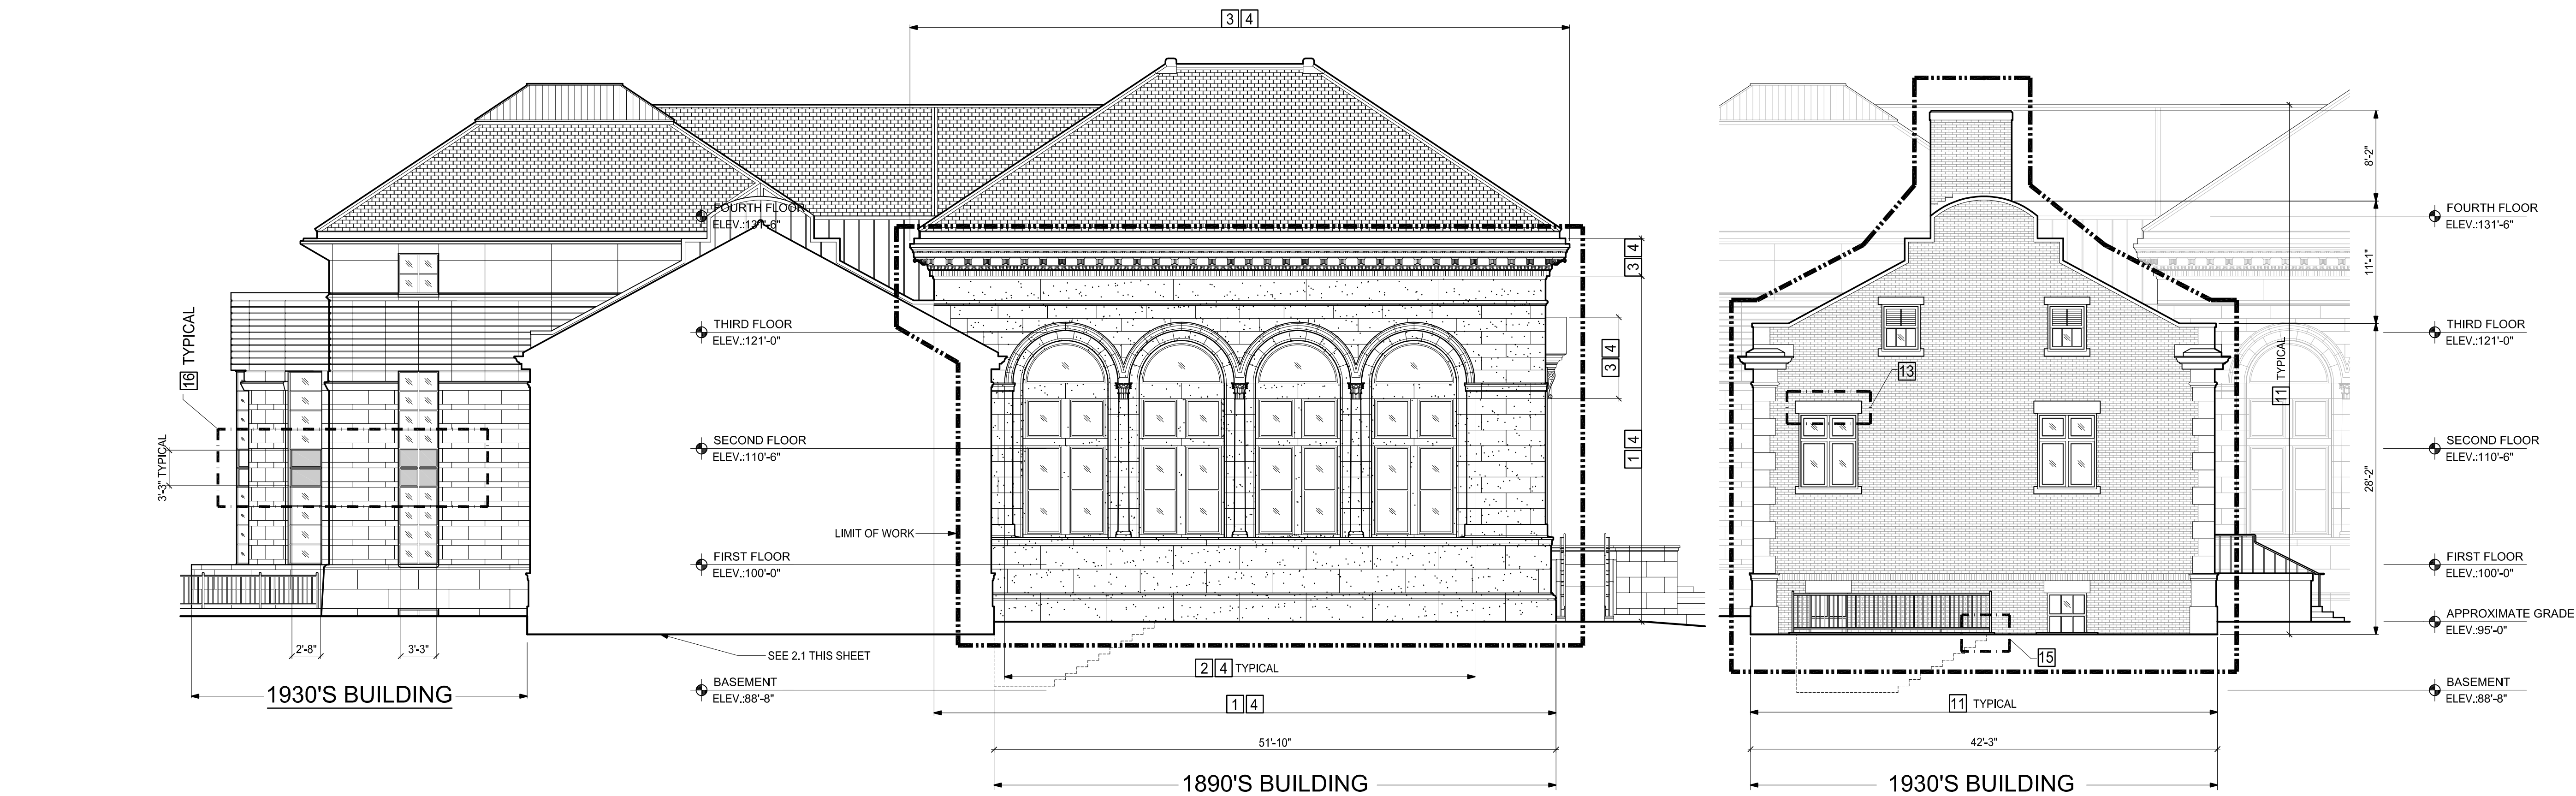 3 4
16 TYPICAL
3'-3" TYPICAL
FOURTH FLOOR
ELEV.:131'-6"
THIRD FLOOR
ELEV.:121'-0"
SECOND FLOOR
ELEV.:110'-6"
LIMIT OF WORK
FIRST FLOOR
ELEV.:100'-0"
2'-8"
3'-3"
SEE 2.1 THIS SHEET
1930'S BUILDING
BASEMENT
ELEV.:88'-8"
3 4
3 4
1 4
2 4 TYPICAL
1 4
51'-10"
1890'S BUILDING
13
15
11 TYPICAL
11 TYPICAL
42'-3"
1930'S BUILDING
8'-2"
11'-1"
28'-2"
FOURTH FLOOR
ELEV.:131'-6"
THIRD FLOOR
ELEV.:121'-0"
SECOND FLOOR
ELEV.:110'-6"
FIRST FLOOR
ELEV.:100'-0"
APPROXIMATE GRADE
ELEV.:95'-0"
BASEMENT
ELEV.:88'-8"